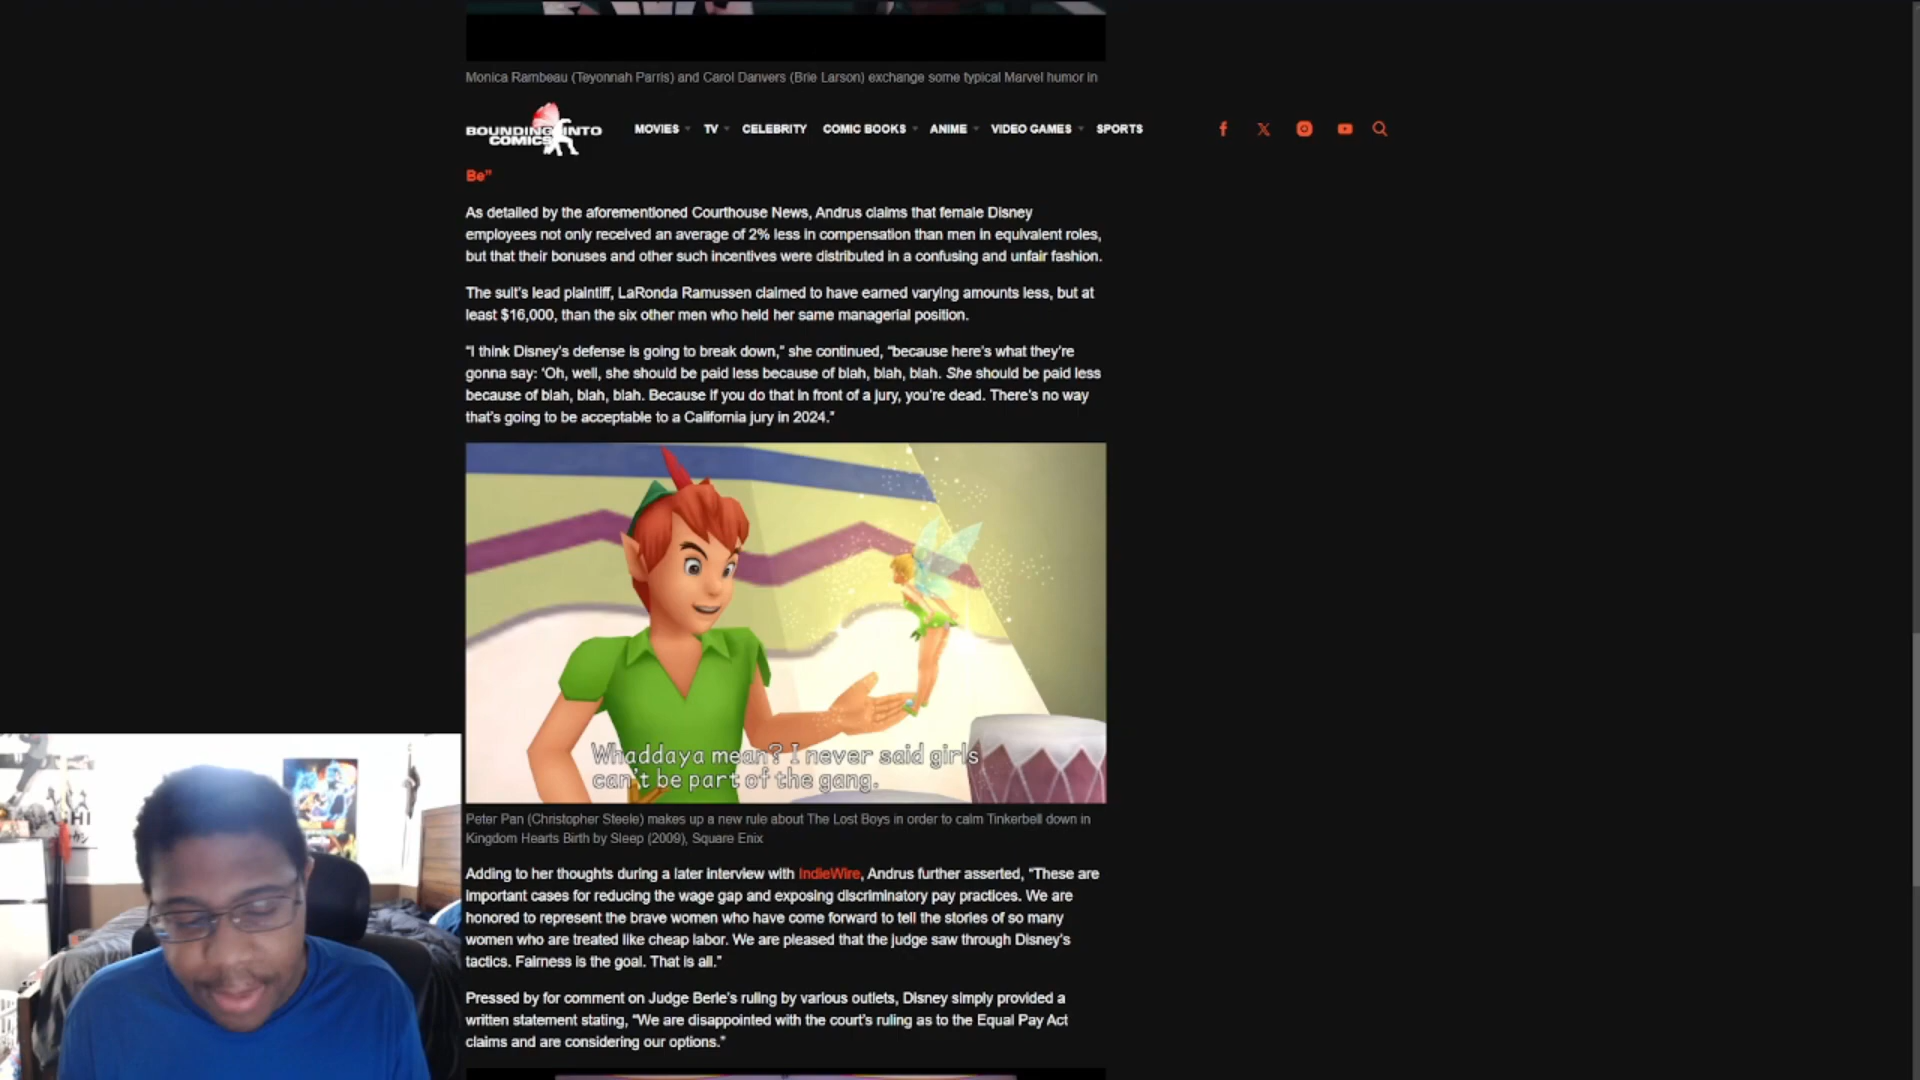 Monica Rambeau (Teyonnah Parris) and Carol Danvers (Brie Larson) exchange some typical Marvel humor in
BOUNDING INTO
COMICS
MOVIES
TV
CELEBRITY
COMIC BOOKS
ANIME
VIDEO GAMES
SPORTS
Be”
As detailed by the aforementioned Courthouse News, Andrus claims that female Disney
employees not only received an average of 2% less in compensation than men in equivalent roles,
but that their bonuses and other such incentives were distributed in a confusing and unfair fashion.
The suit’s lead plaintiff, LaRonda Ramussen claimed to have earned varying amounts less, but at
least $16,000, than the six other men who held her same managerial position.
“I think Disney’s defense is going to break down,” she continued, “because here’s what they’re
gonna say: ‘Oh, well, she should be paid less because of blah, blah, blah. She should be paid less
because of blah, blah, blah. Because if you do that in front of a jury, you’re dead. There’s no way
that’s going to be acceptable to a California jury in 2024.”
Whaddaya mean? I never said girls
can't be part of the gang.
Peter Pan (Christopher Steele) makes up a new rule about The Lost Boys in order to calm Tinkerbell down in
Kingdom Hearts Birth by Sleep (2009), Square Enix
Adding to her thoughts during a later interview with IndieWire, Andrus further asserted, “These are
important cases for reducing the wage gap and exposing discriminatory pay practices. We are
honored to represent the brave women who have come forward to tell the stories of so many
women who are treated like cheap labor. We are pleased that the judge saw through Disney’s
tactics. Fairness is the goal. That is all.”
Pressed by for comment on Judge Berle’s ruling by various outlets, Disney simply provided a
written statement stating, “We are disappointed with the court’s ruling as to the Equal Pay Act
claims and are considering our options.”